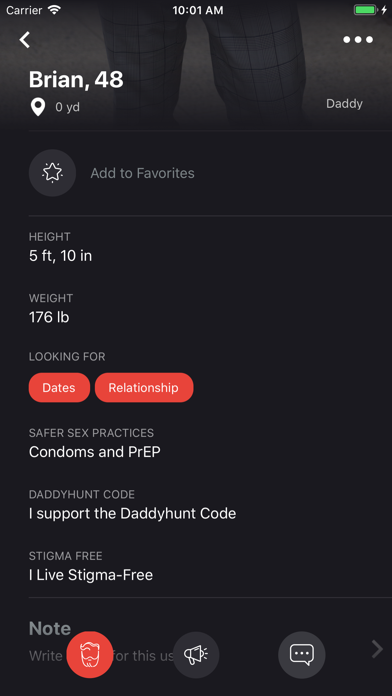 Carrier 10:01 AM
Brian, 48
0 yd
Daddy
Add to Favorites
HEIGHT
5 ft, 10 in
WEIGHT
176 lb
LOOKING FOR
Dates Relationship
SAFER SEX PRACTICES
Condoms and PrEP
DADDYHUNT CODE
I support the Daddyhunt Code
STIGMA FREE
I Live Stigma-Free
Note
Write for this us